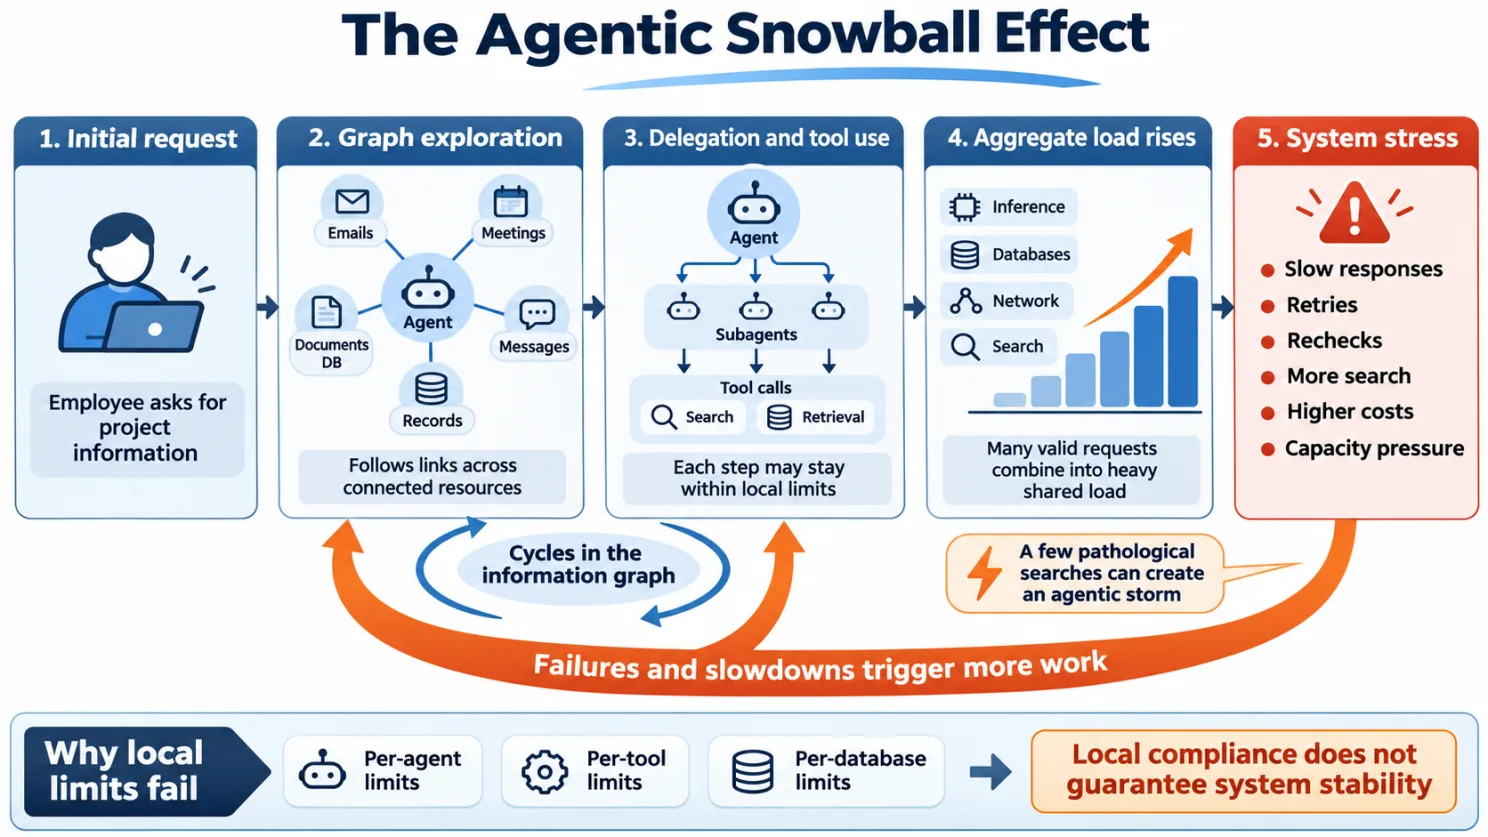 The Agentic Snowball Effect
1. Initial request
Employee asks for
project
information
2. Graph exploration
Emails
Meetings
Agent
Documents
DB
Messages
Records
Follows links across
connected resources
3. Delegation and tool use
Agent
Subagents
Tool calls
Search
Retrieval
Each step may stay
within local limits
4. Aggregate load rises
Inference
Databases
Network
Search
Many valid requests
combine into heavy
shared load
5. System stress
Slow responses
Retries
Rechecks
More search
Higher costs
Capacity pressure
Cycles in the
information graph
A few pathological
searches can create
an agentic storm
Failures and slowdowns trigger more work
Why local
limits fail
Per-agent
limits
Per-tool
limits
Per-database
limits
Local compliance does not
guarantee system stability